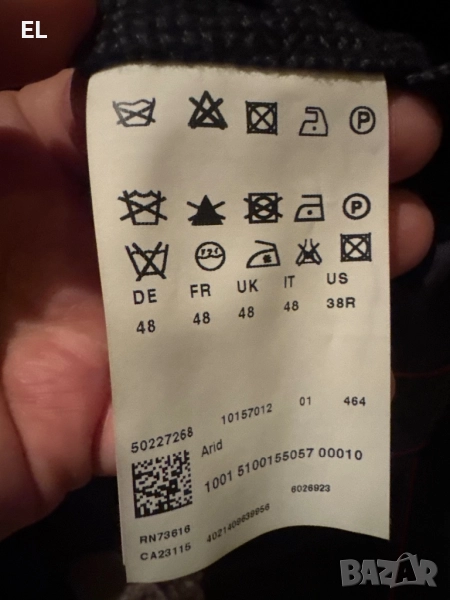 EL
P
P
DE FR UK IT US
48 48 48 48 38R
50227268 10157012 01 464
Arid
1001 5100155057 00010
6026923
RN73616
CA23115
BAZAR